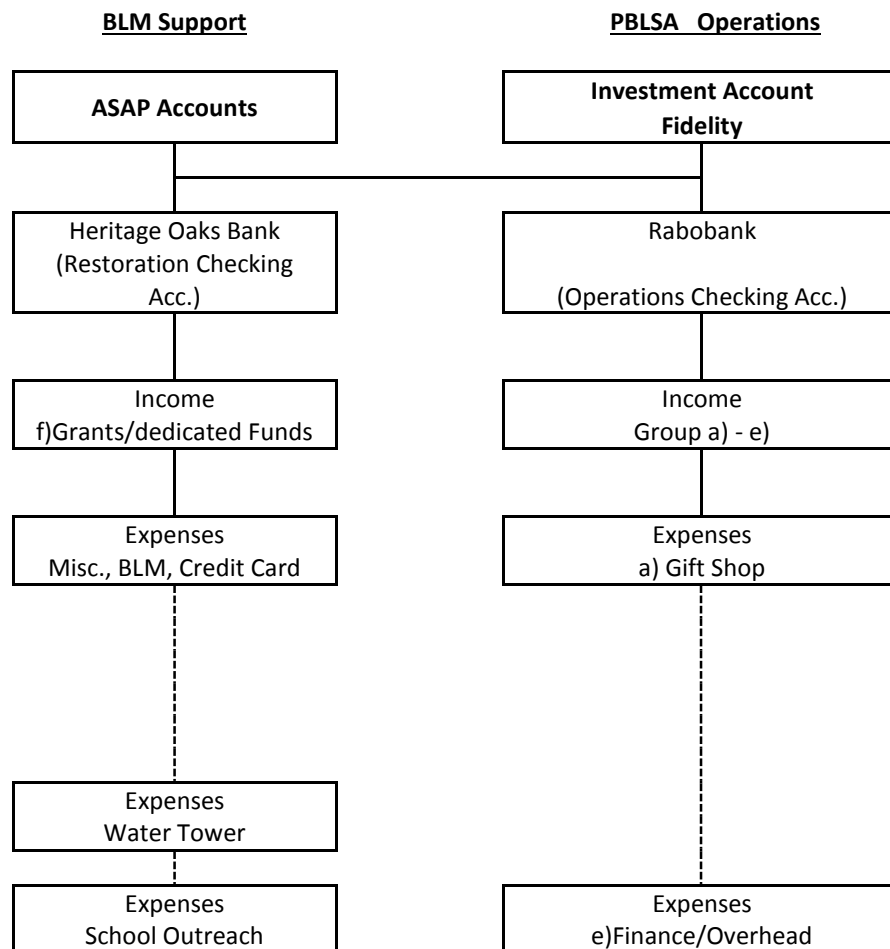 BLM Support
PBLSA Operations
ASAP Accounts
Investment Account
Fidelity
Heritage Oaks Bank
(Restoration Checking
Acc.)
Rabobank
(Operations Checking Acc.)
Income
f)Grants/dedicated Funds
Income
Group a) - e)
Expenses
Misc., BLM, Credit Card
Expenses
a) Gift Shop
Expenses
Water Tower
Expenses
School Outreach
Expenses
e)Finance/Overhead